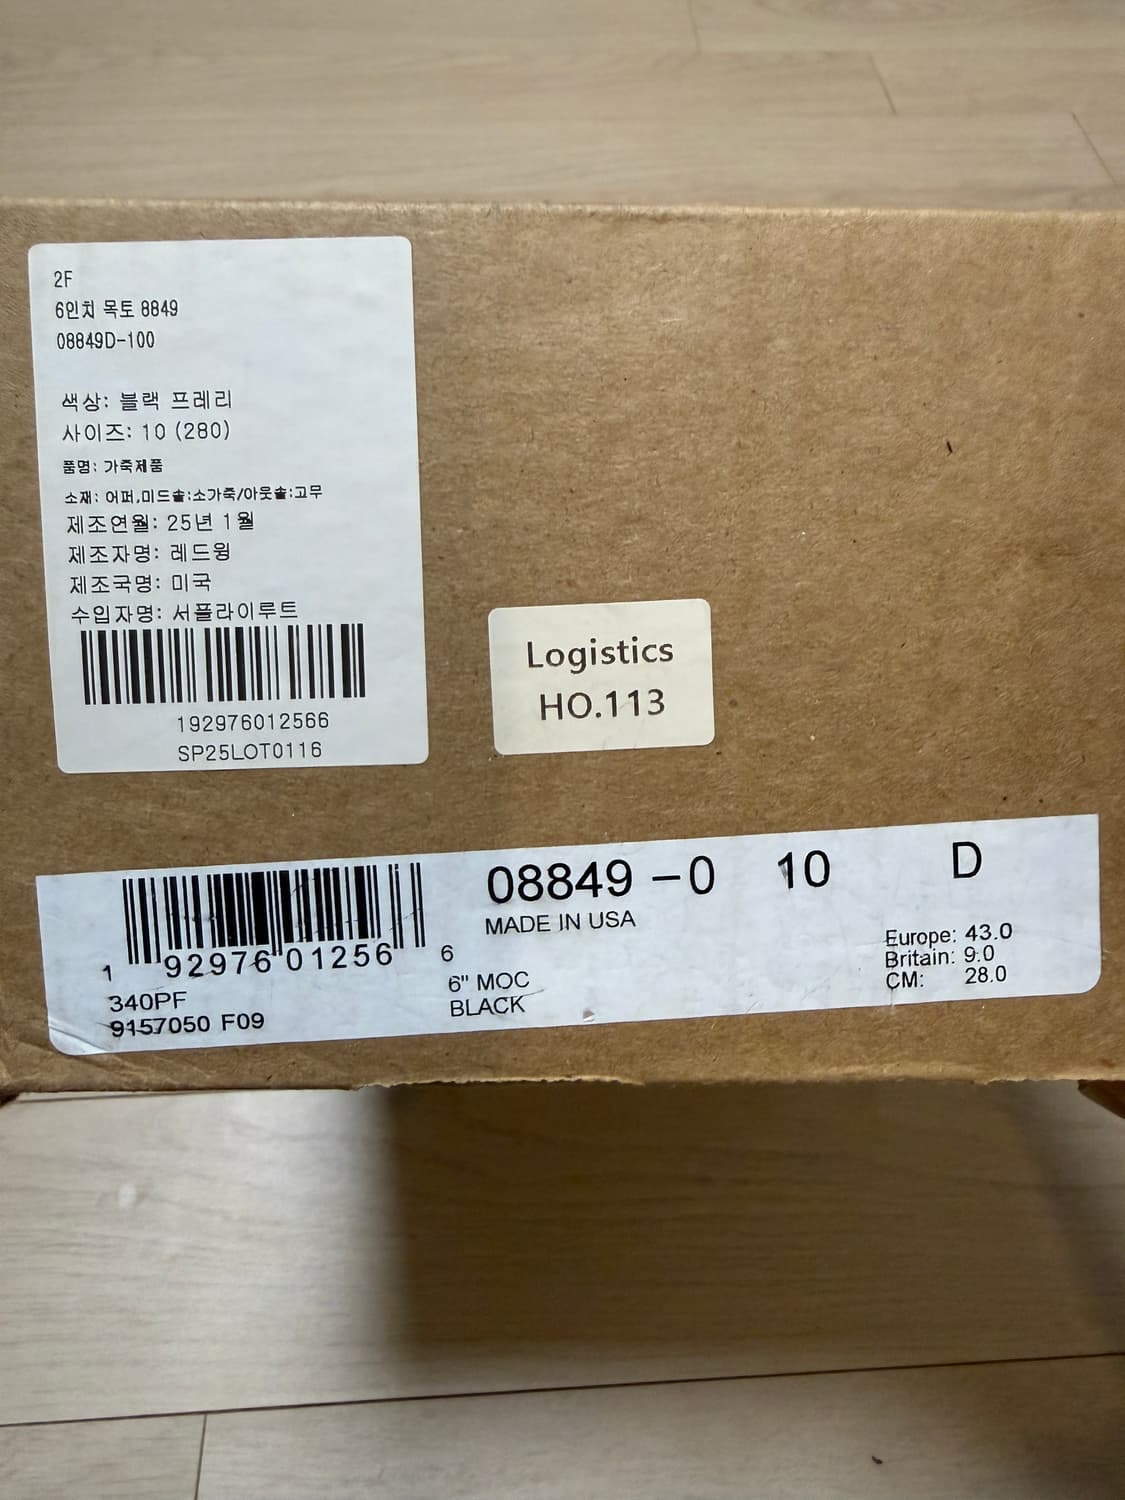 2F
6인치 목토 8849
08849D-100
색상: 블랙 프레리
사이즈: 10 (280)
품명: 가죽제품
소재: 어퍼,미드솔:소가죽/아웃솔:고무
제조연월: 25년 1월
제조자명: 레드윙
제조국명: 미국
수입자명: 서플라이루트
192976012566
SP25LOT0116
Logistics
HO.113
08849 -0 10 D
MADE IN USA
1 92976 01256 6
340PF
9157050 F09
6" MOC
BLACK
Europe: 43.0
Britain: 9.0
CM: 28.0